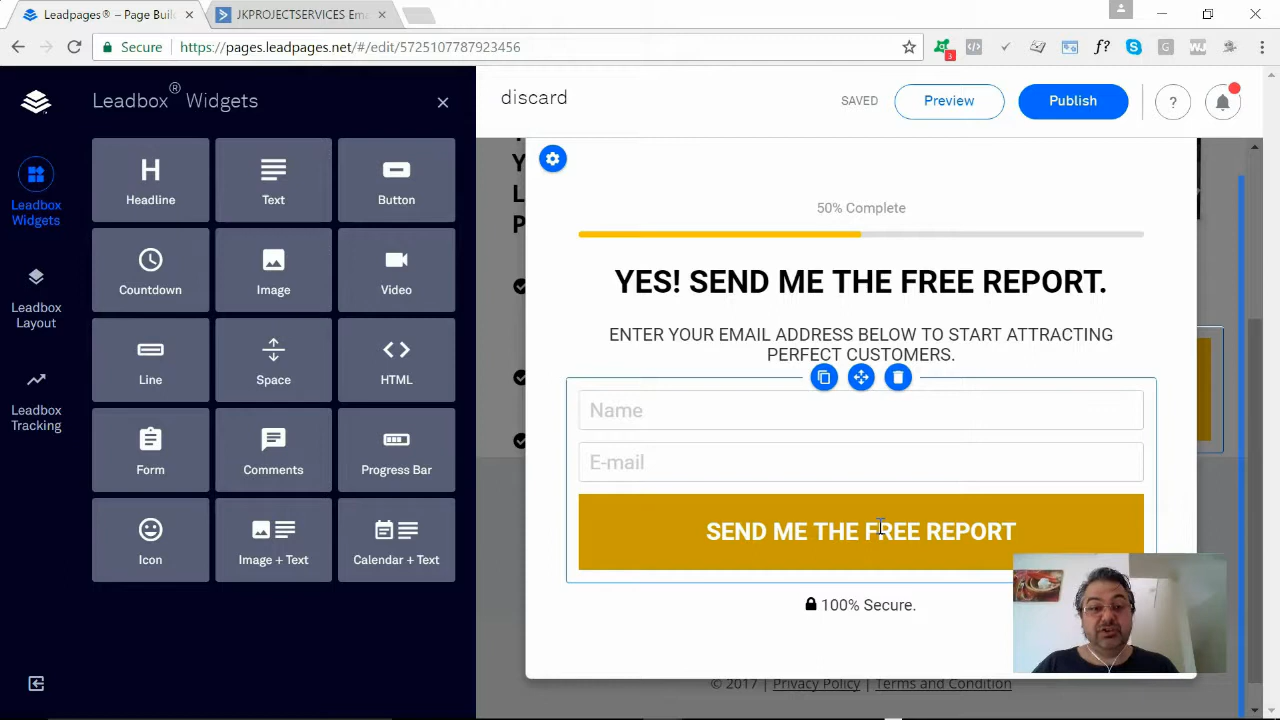 Leadpages® – Page Buil
JKPROJECTSERVICES Ema
Secure
https://pages.leadpages.net/#/edit/5725107787923456
3
f?
G
WJ
Leadbox® Widgets
discard
SAVED
Preview
Publish
?
Leadbox
Widgets
Leadbox
Layout
Leadbox
Tracking
H
Headline
Text
Button
Countdown
Image
Video
Line
Space
HTML
Form
Comments
Progress Bar
Icon
Image + Text
Calendar + Text
Y
L
P
50% Complete
YES! SEND ME THE FREE REPORT.
ENTER YOUR EMAIL ADDRESS BELOW TO START ATTRACTING
PERFECT CUSTOMERS.
Name
E-mail
SEND ME THE FREE REPORT
100% Secure.
© 2017 | Privacy Policy | Terms and Condition